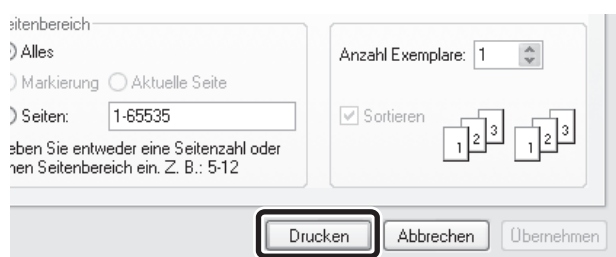 eitenbereich
Alles
Markierung Aktuelle Seite
Seiten: 1-65535
eben Sie entweder eine Seitenzahl oder
nen Seitenbereich ein. Z. B.: 5-12
Anzahl Exemplare: 1
Sortieren
1 2 3 1 2 3
Drucken Abbrechen Übernehmen